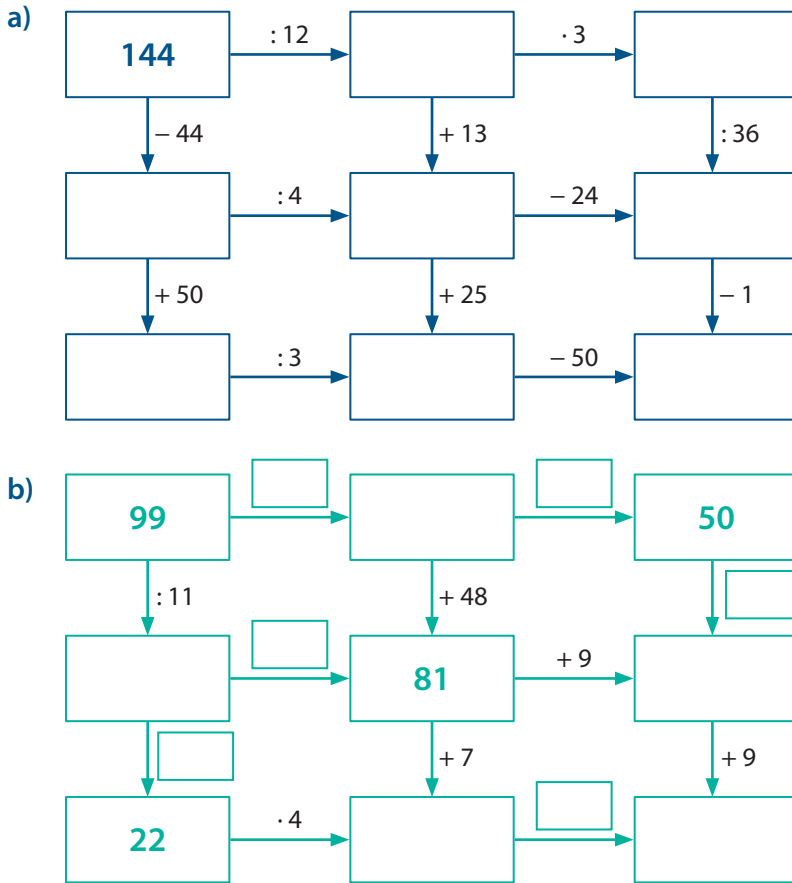 a)
144 : 12 · 3
− 44 + 13 : 36
: 4 − 24
+ 50 + 25 − 1
: 3 − 50
b)
99 50
: 11 + 48
81 + 9
+ 7 + 9
22 · 4